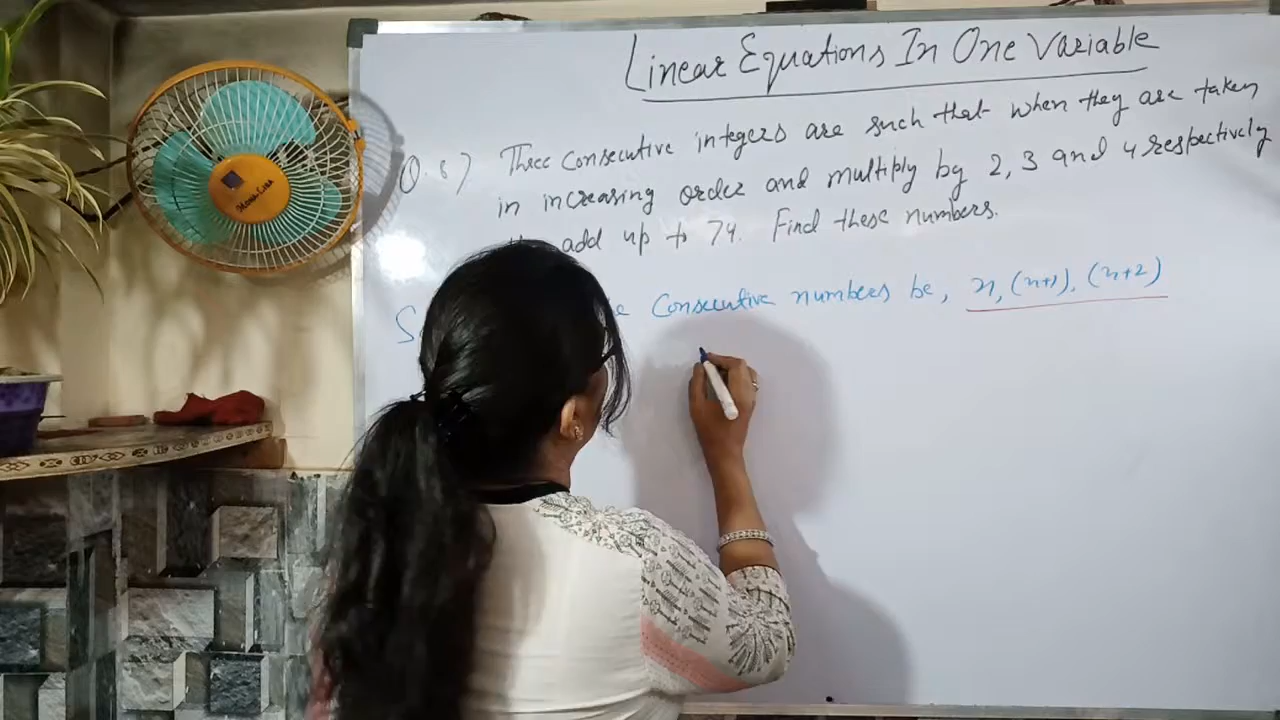 Linear Equations In One Variable
Q. 6) Three consecutive integers are such that when they are taken
in increasing order and multiply by 2, 3 and 4 respectively
add up to 74. Find these numbers.
Consecutive numbers be, x, (x+1), (x+2)